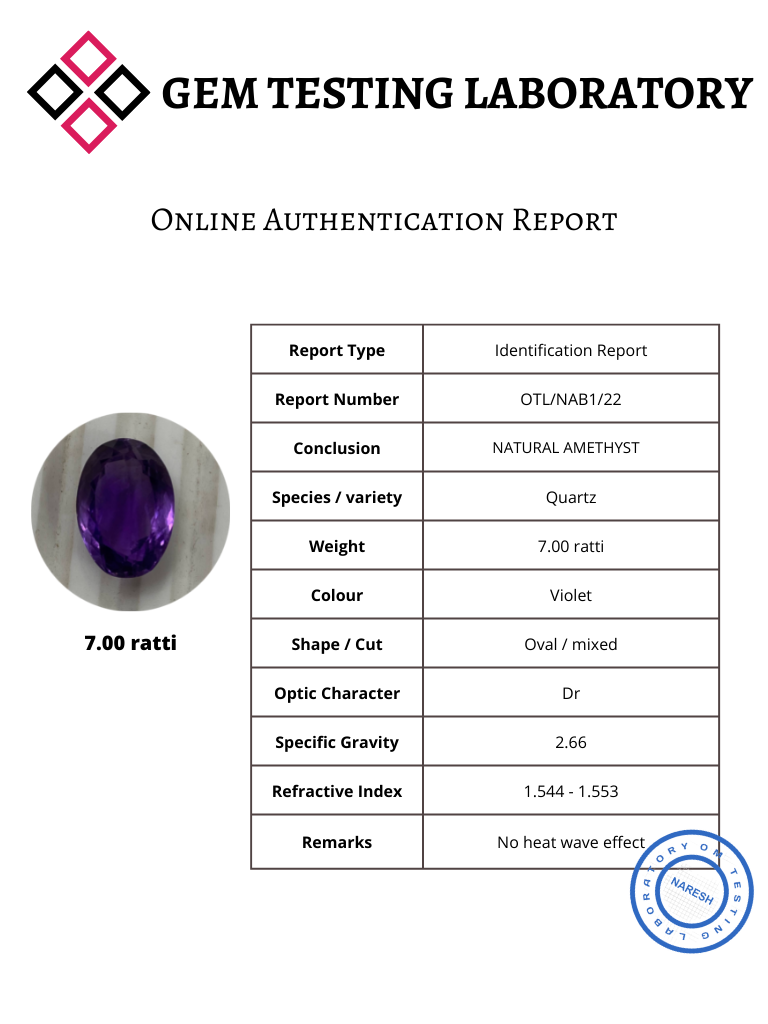 GEM TESTING LABORATORY
Online Authentication Report
Report Type Identification Report
Report Number OTL/NAB1/22
Conclusion NATURAL AMETHYST
Species / variety Quartz
Weight 7.00 ratti
Colour Violet
Shape / Cut Oval / mixed
Optic Character Dr
Specific Gravity 2.66
Refractive Index 1.544 - 1.553
Remarks No heat wave effect
7.00 ratti
OM TESTING LABORATORY
NARESH